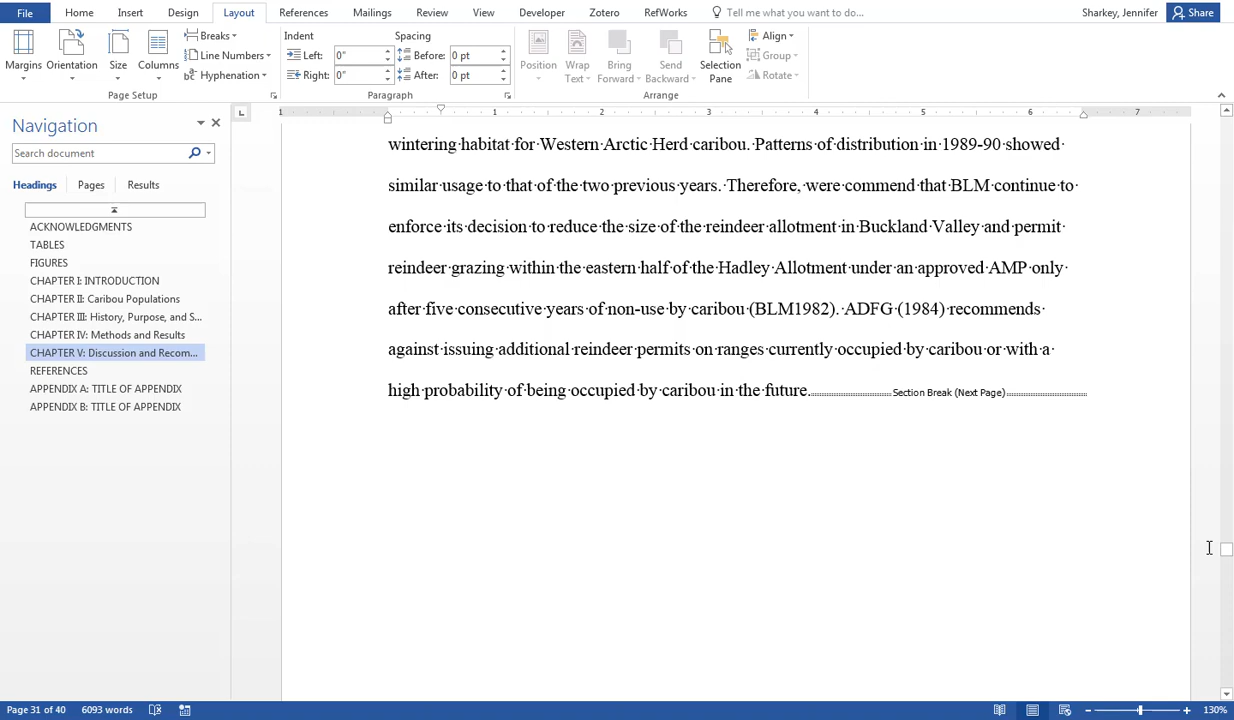 File Home Insert Design Layout References Mailings Review View Developer Zotero RefWorks Tell me what you want to do... Sharkey, Jennifer Share
Margins Orientation Size Columns Breaks Line Numbers Hyphenation
Page Setup
Indent Spacing
Left: 0" Before: 0 pt
Right: 0" After: 0 pt
Paragraph
Position Wrap Text Bring Forward Send Backward Selection Pane Align Group Rotate
Arrange
Navigation
Search document
Headings Pages Results
ACKNOWLEDGMENTS
TABLES
FIGURES
CHAPTER I: INTRODUCTION
CHAPTER II: Caribou Populations
CHAPTER III: History, Purpose, and S...
CHAPTER IV: Methods and Results
CHAPTER V: Discussion and Recom...
REFERENCES
APPENDIX A: TITLE OF APPENDIX
APPENDIX B: TITLE OF APPENDIX
1 1 2 3 4 5 6 7
wintering·habitat·for·Western·Arctic·Herd·caribou.··Patterns·of·distribution·in·1989-90·showed·
similar·usage·to·that·of·the·two·previous·years.··Therefore,·were·commend·that·BLM·continue·to·
enforce·its·decision·to·reduce·the·size·of·the·reindeer·allotment·in·Buckland·Valley·and·permit·
reindeer·grazing·within·the·eastern·half·of·the·Hadley·Allotment·under·an·approved·AMP·only·
after·five·consecutive·years·of·non-use·by·caribou·(BLM1982).··ADFG·(1984)·recommends·
against·issuing·additional·reindeer·permits·on·ranges·currently·occupied·by·caribou·or·with·a·
high·probability·of·being·occupied·by·caribou·in·the·future. Section Break (Next Page)
Page 31 of 40 6093 words 130%